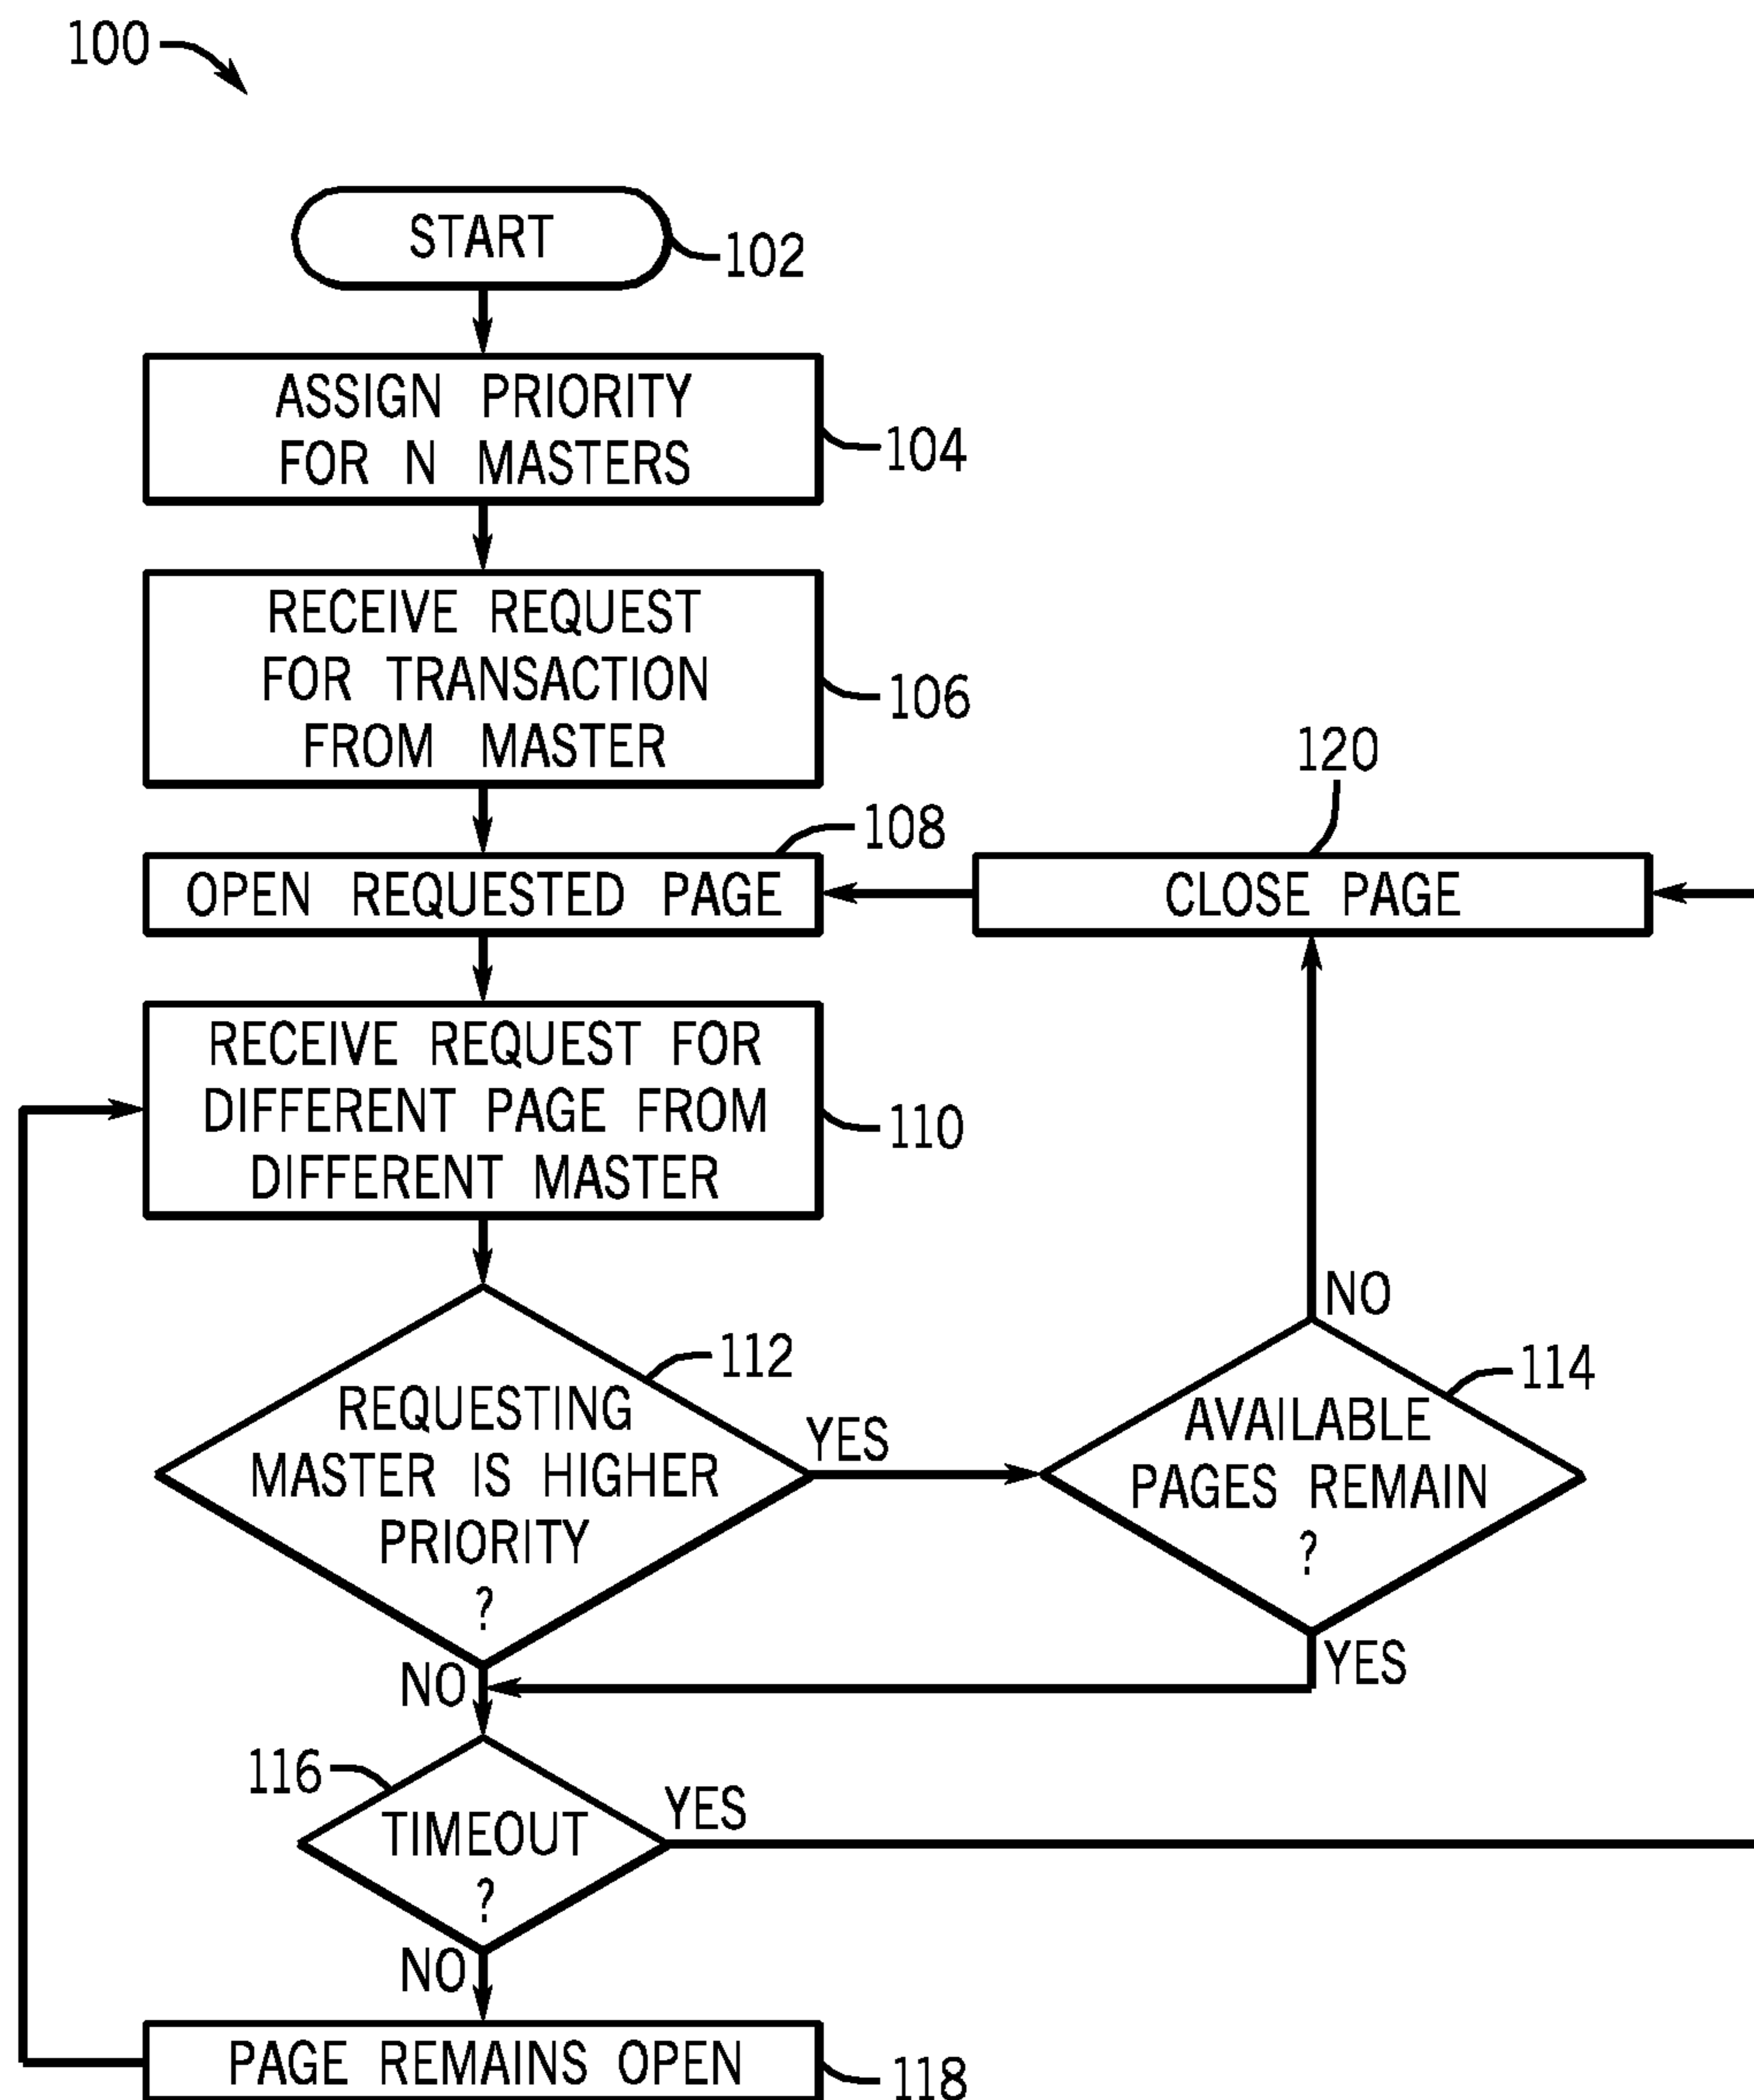 100
START
102
ASSIGN PRIORITY
FOR N MASTERS
104
RECEIVE REQUEST
FOR TRANSACTION
FROM MASTER
106
120
108
OPEN REQUESTED PAGE
CLOSE PAGE
RECEIVE REQUEST FOR
DIFFERENT PAGE FROM
DIFFERENT MASTER
110
NO
112
114
REQUESTING
MASTER IS HIGHER
PRIORITY
?
YES
AVAILABLE
PAGES REMAIN
?
NO
YES
116
TIMEOUT
?
YES
NO
PAGE REMAINS OPEN
118